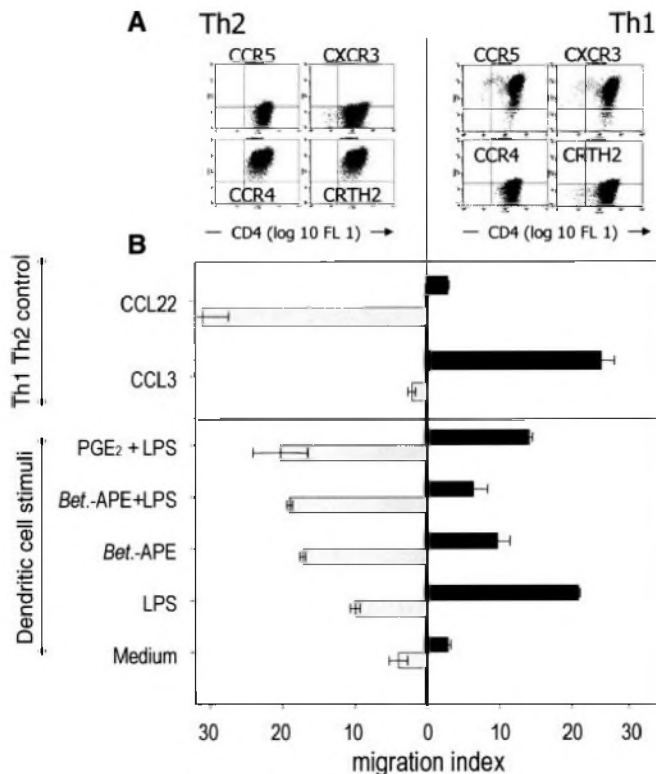 A Th2 Th1
CCR5 CXCR3 CCR5 CXCR3
CCR4 CRTH2 CCR4 CRTH2
— CD4 (log 10 FL 1) → — CD4 (log 10 FL 1) →
B
Th1 Th2 control
CCL22
CCL3
Dendritic cell stimuli
PGE₂ + LPS
Bet.-APE+LPS
Bet.-APE
LPS
Medium
30 20 10 0 10 20 30
migration index